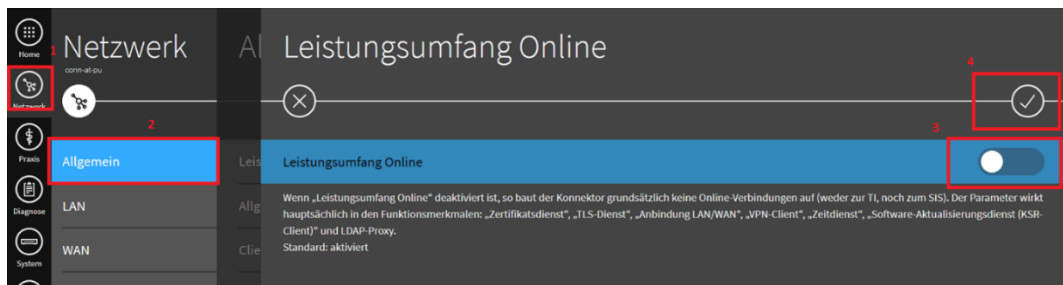 Home
1
Netzwerk
Praxis
Diagnose
System
Netzwerk
conn-at-pu
2
Allgemein
LAN
WAN
Al
Leis
Allg
Clie
Leistungsumfang Online
4
3
Leistungsumfang Online
Wenn „Leistungsumfang Online“ deaktiviert ist, so baut der Konnektor grundsätzlich keine Online-Verbindungen auf (weder zur TI, noch zum SIS). Der Parameter wirkt
hauptsächlich in den Funktionsmerkmalen: „Zertifikatsdienst“, „TLS-Dienst“, „Anbindung LAN/WAN“, „VPN-Client“, „Zeitdienst“, „Software-Aktualisierungsdienst (KSR-
Client)“ und LDAP-Proxy.
Standard: aktiviert